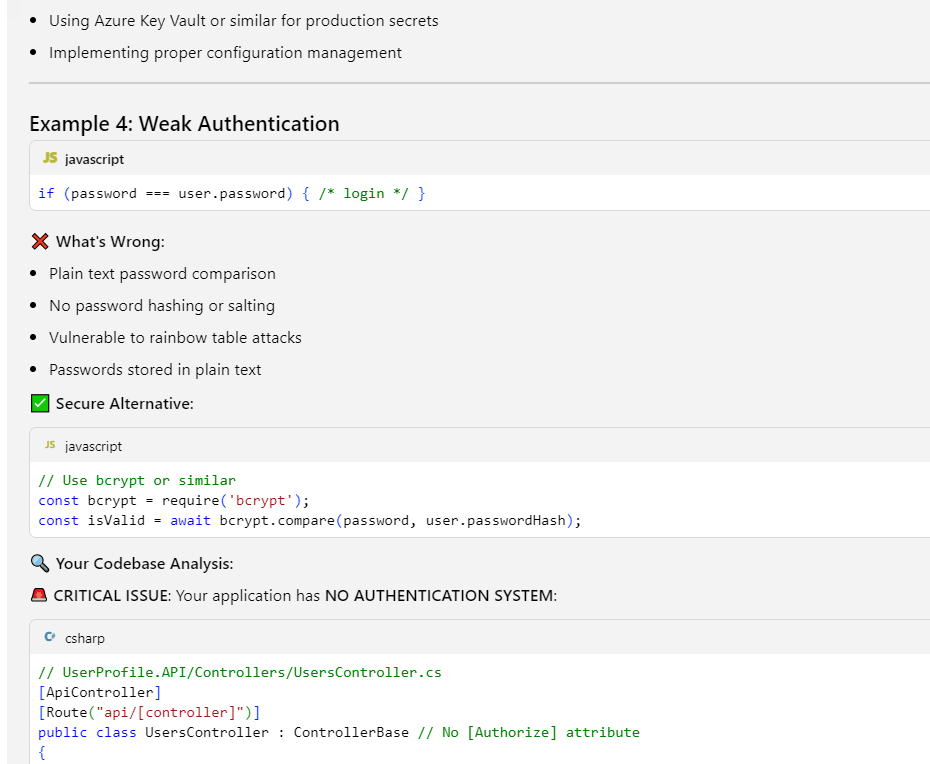 Using Azure Key Vault or similar for production secrets
Implementing proper configuration management
Example 4: Weak Authentication
JS javascript
if (password === user.password) { /* login */ }
❌ What's Wrong:
Plain text password comparison
No password hashing or salting
Vulnerable to rainbow table attacks
Passwords stored in plain text
✅ Secure Alternative:
JS javascript
// Use bcrypt or similar
const bcrypt = require('bcrypt');
const isValid = await bcrypt.compare(password, user.passwordHash);
🔍 Your Codebase Analysis:
🚨 CRITICAL ISSUE: Your application has NO AUTHENTICATION SYSTEM:
C# csharp
// UserProfile.API/Controllers/UsersController.cs
[ApiController]
[Route("api/[controller]")]
public class UsersController : ControllerBase // No [Authorize] attribute
{